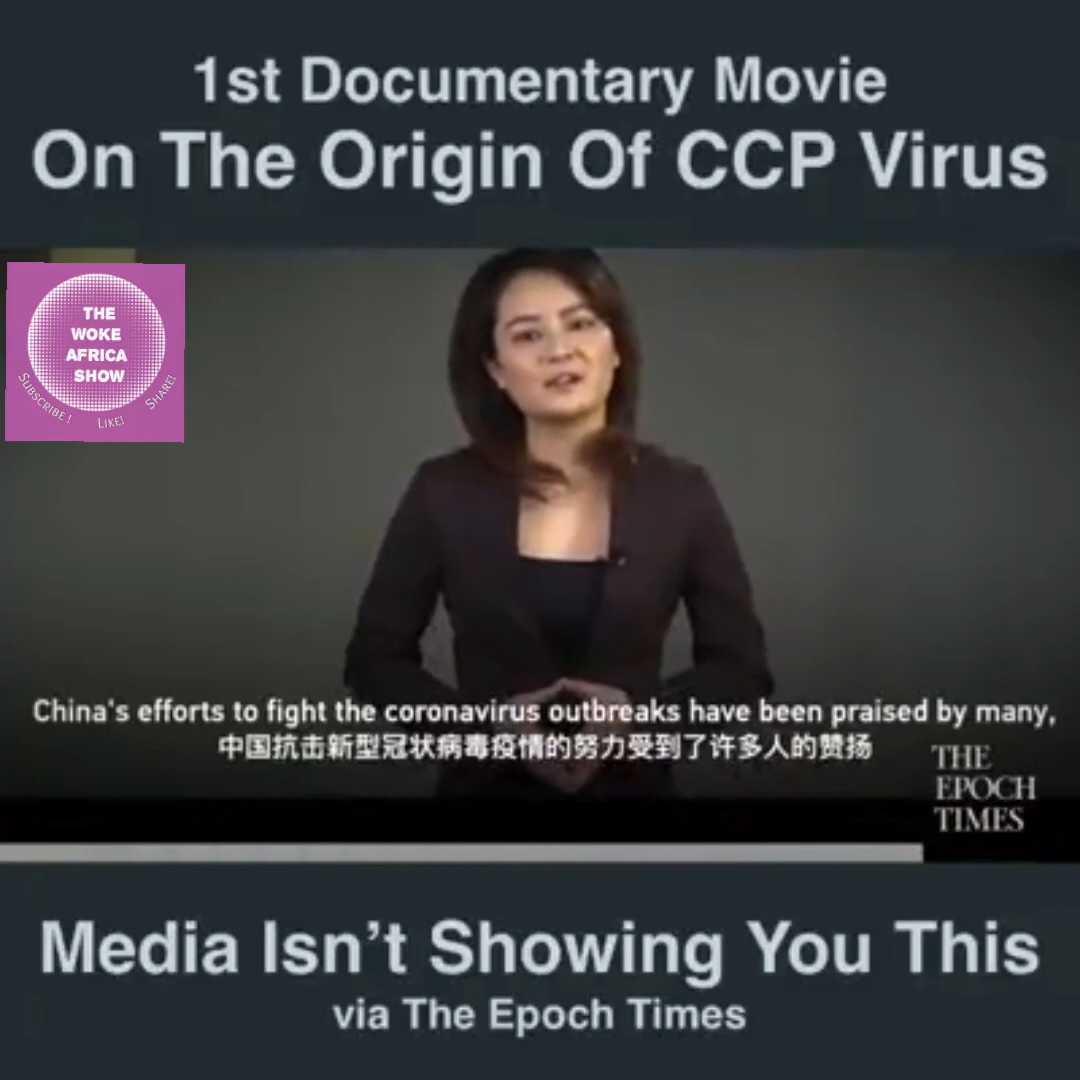 1st Documentary Movie
On The Origin Of CCP Virus
THE
WOKE
AFRICA
SHOW
SUBSCRIBE! LIKE! SHARE!
China's efforts to fight the coronavirus outbreaks have been praised by many,
中国抗击新型冠状病毒疫情的努力受到了许多人的赞扬
THE
EPOCH
TIMES
Media Isn't Showing You This
via The Epoch Times